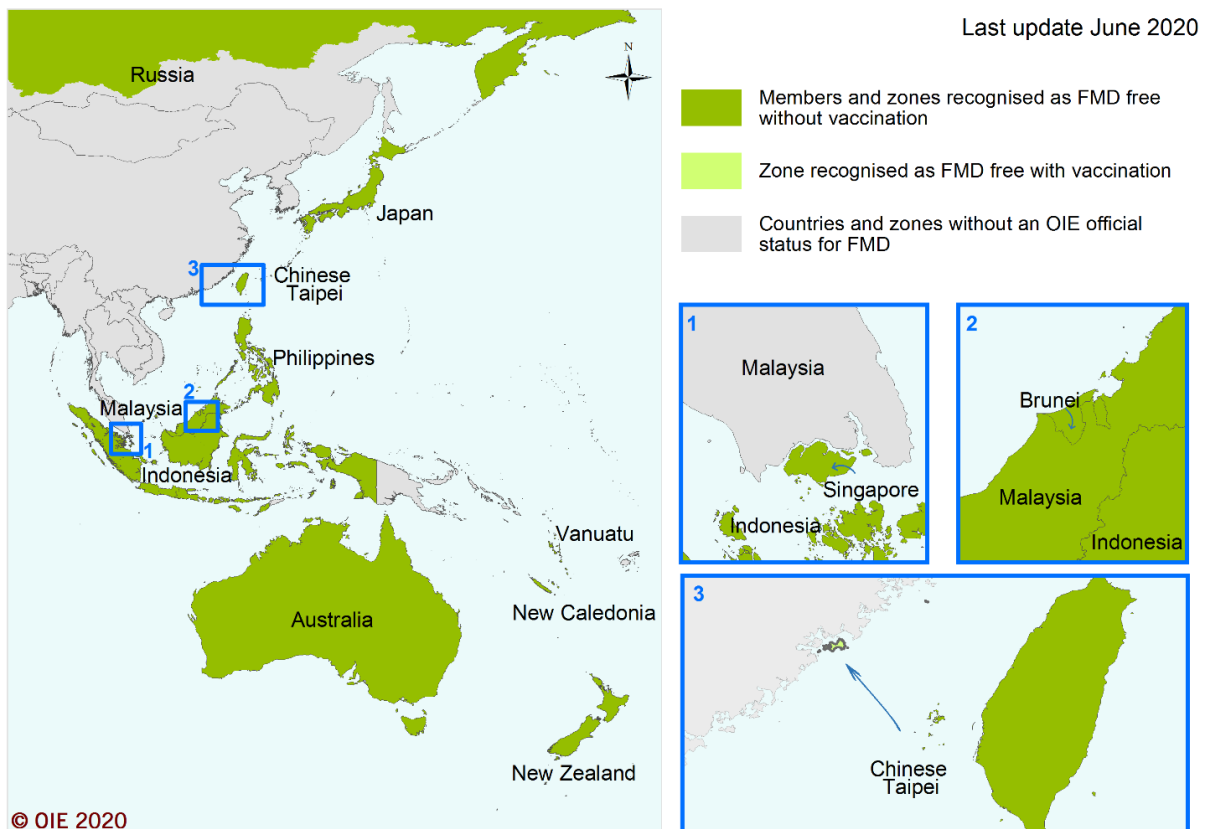 Last update June 2020
N
Russia
Japan
3
Chinese
Taipei
Philippines
2
Malaysia
1
Indonesia
Vanuatu
New Caledonia
Australia
New Zealand
© OIE 2020
Members and zones recognised as FMD free
without vaccination
Zone recognised as FMD free with vaccination
Countries and zones without an OIE official
status for FMD
1
Malaysia
Singapore
Indonesia
2
Brunei
Malaysia
Indonesia
3
Chinese
Taipei